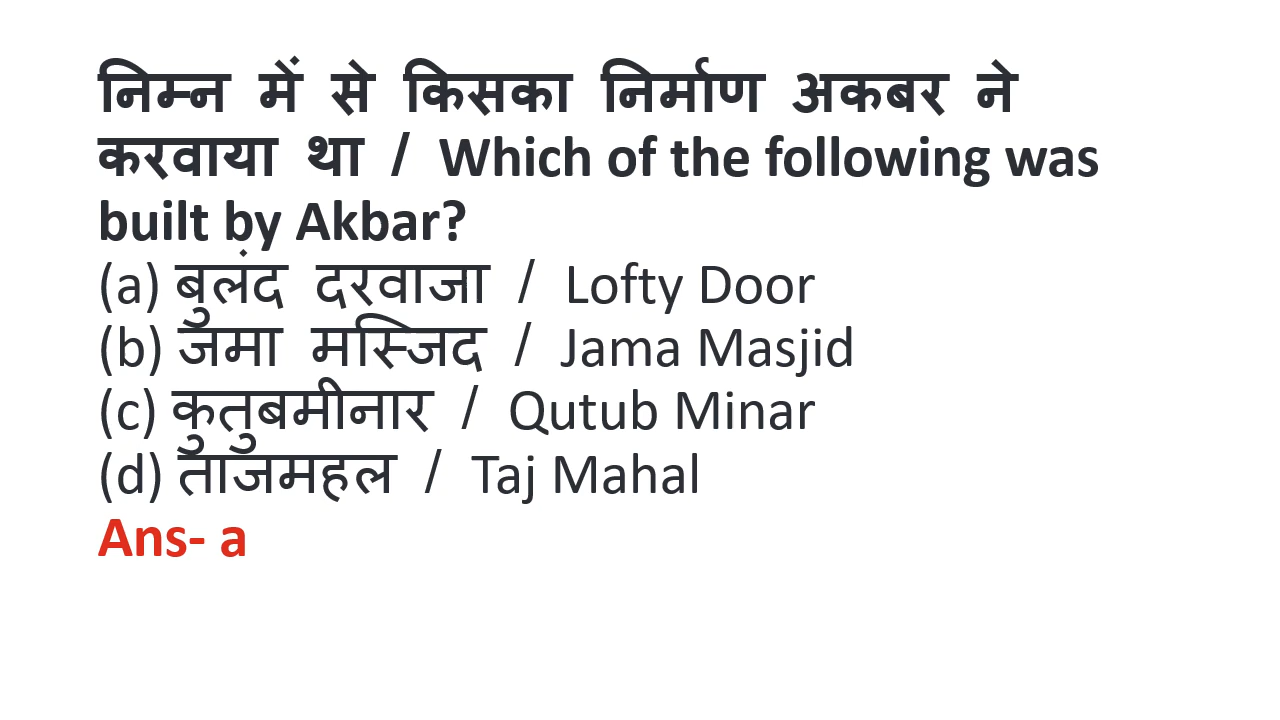 निम्न में से किसका निर्माण अकबर ने
करवाया था / Which of the following was
built by Akbar?
(a) बुलंद दरवाजा / Lofty Door
(b) जमा मस्जिद / Jama Masjid
(c) कुतुबमीनार / Qutub Minar
(d) ताजमहल / Taj Mahal
Ans- a